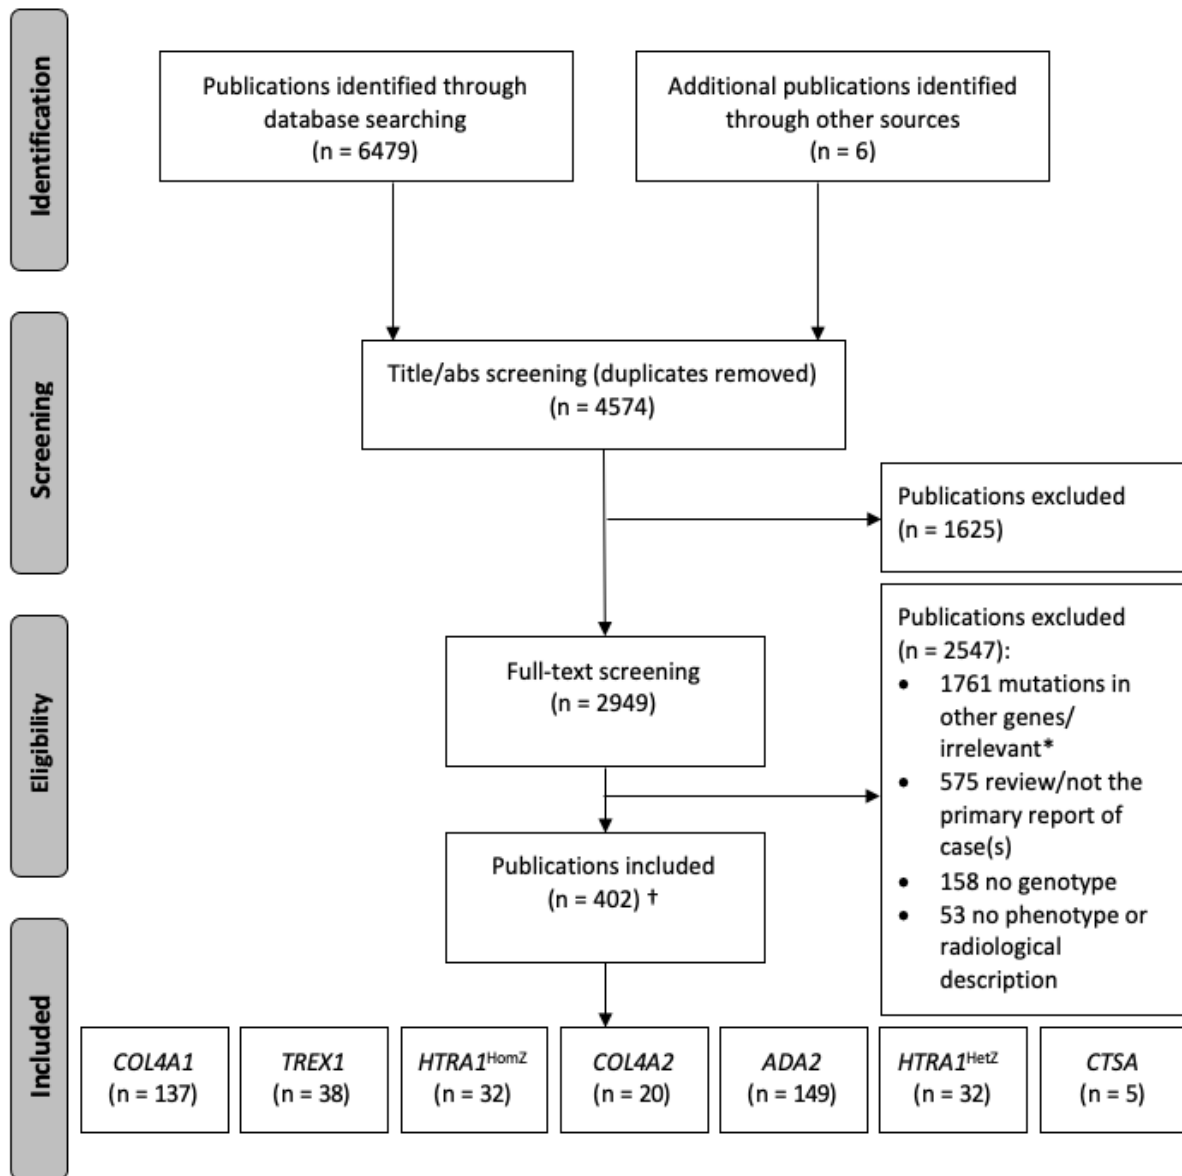 Identification
Publications identified through
database searching
(n = 6479)
Additional publications identified
through other sources
(n = 6)
Screening
Title/abs screening (duplicates removed)
(n = 4574)
Publications excluded
(n = 1625)
Eligibility
Full-text screening
(n = 2949)
Publications excluded
(n = 2547):
• 1761 mutations in
other genes/
irrelevant*
• 575 review/not the
primary report of
case(s)
• 158 no genotype
• 53 no phenotype or
radiological
description
Publications included
(n = 402) †
Included
COL4A1
(n = 137)
TREX1
(n = 38)
HTRA1HomZ
(n = 32)
COL4A2
(n = 20)
ADA2
(n = 149)
HTRA1HetZ
(n = 32)
CTSA
(n = 5)